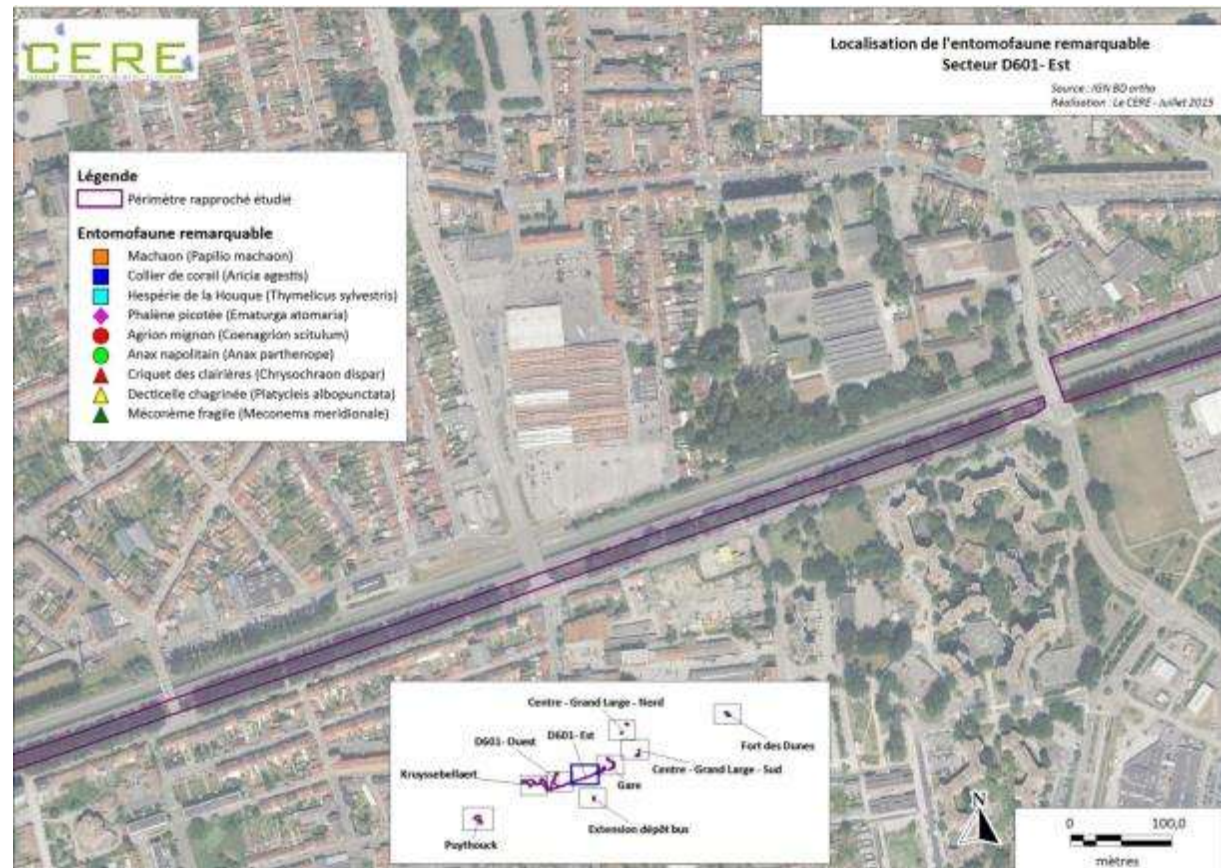 CERE
Localisation de l'entomofaune remarquable
Secteur D601- Est
Source : IGN BD ortho
Réalisation : Le CERE - Juillet 2015
Légende
Périmètre rapproché étudié
Entomofaune remarquable
Machaon (Papilio machaon)
Collier de corail (Aricia agestis)
Hespérie de la Houque (Thymelicus sylvestris)
Phalène picotée (Ematurga atomaria)
Agrion mignon (Coenagrion scitulum)
Anax napolitain (Anax parthenope)
Criquet des clairières (Chrysochraon dispar)
Decticelle chagrinée (Platycleis albopunctata)
Méconème fragile (Meconema meridionale)
Centre - Grand Large - Nord
D601- Est
D601- Ouest
Fort des Dunes
Centre - Grand Large - Sud
Kruyssebellaert
Gare
Extension dépôt bus
Puythouck
N
0 100,0
mètres